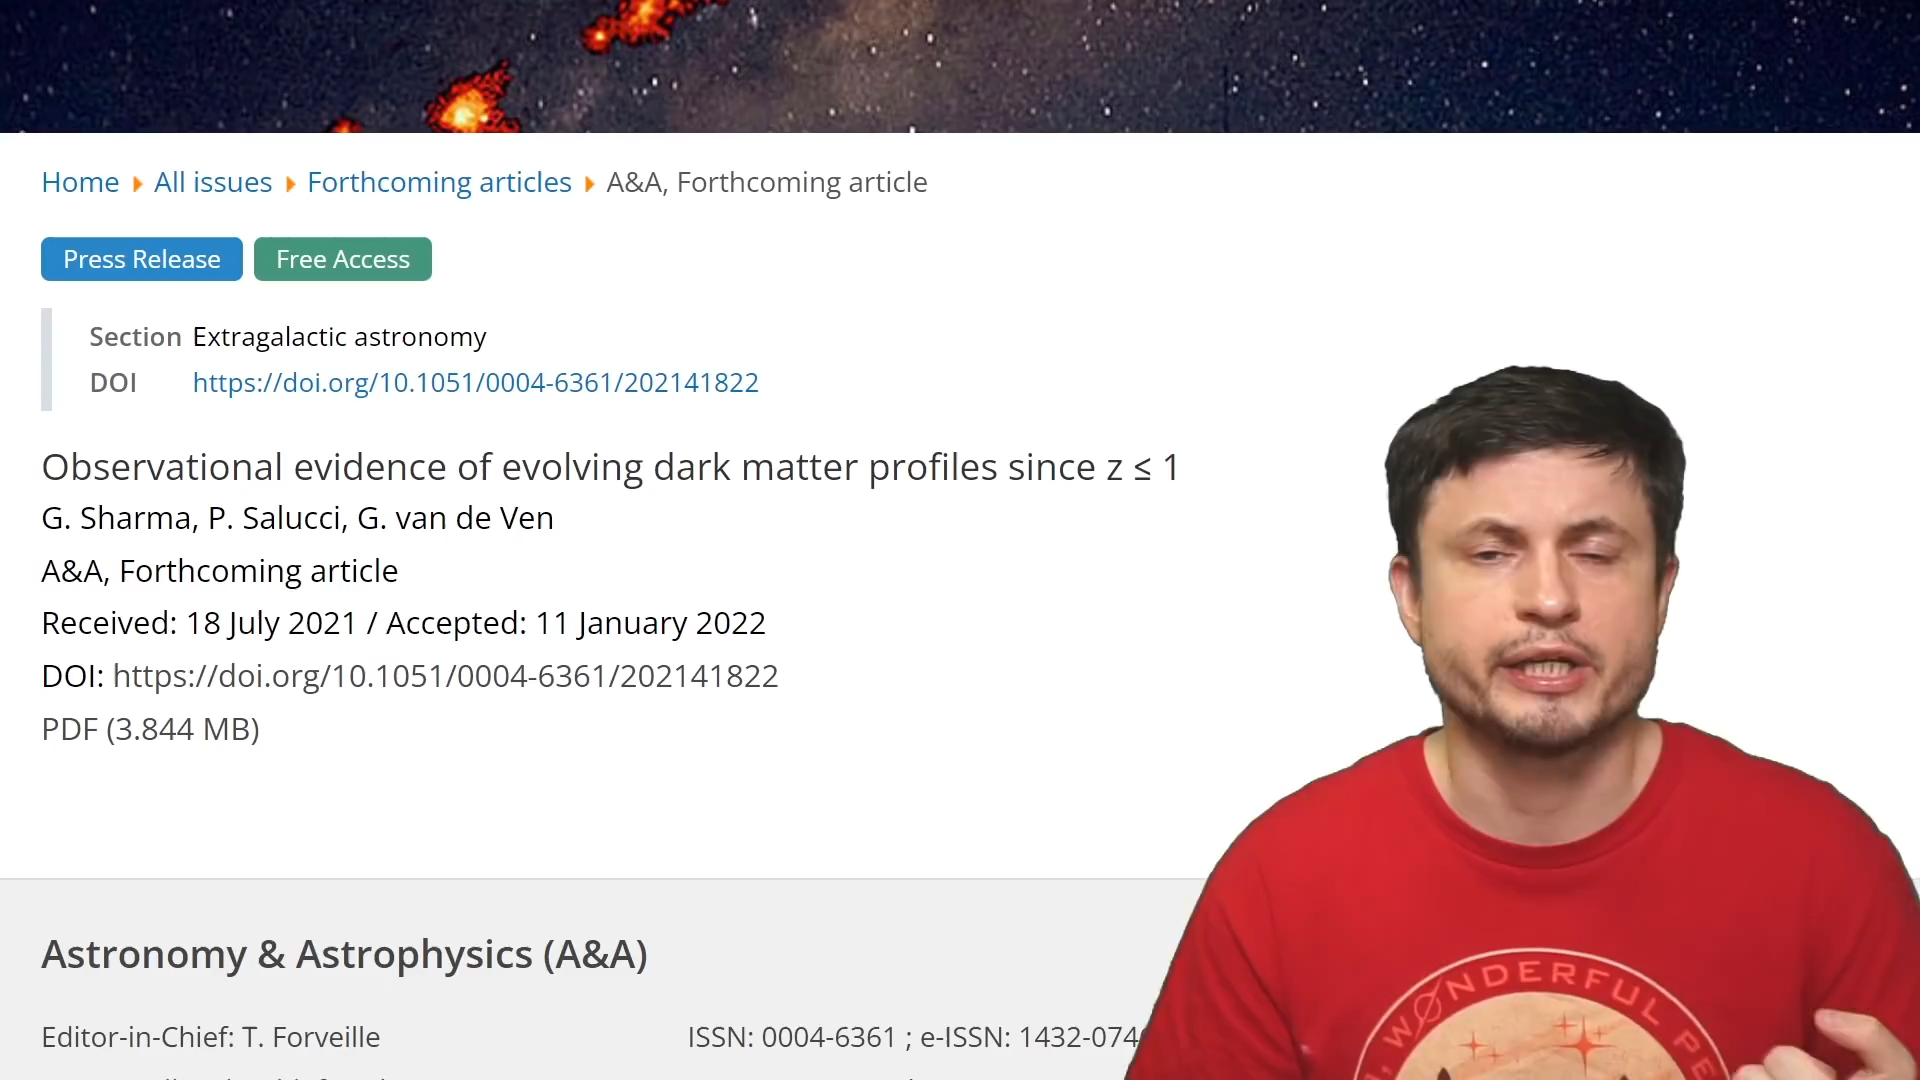 Home All issues Forthcoming articles A&A, Forthcoming article
Press Release Free Access
Section Extragalactic astronomy
DOI https://doi.org/10.1051/0004-6361/202141822
Observational evidence of evolving dark matter profiles since z ≤ 1
G. Sharma, P. Salucci, G. van de Ven
A&A, Forthcoming article
Received: 18 July 2021 / Accepted: 11 January 2022
DOI: https://doi.org/10.1051/0004-6361/202141822
PDF (3.844 MB)
Astronomy & Astrophysics (A&A)
Editor-in-Chief: T. Forveille ISSN: 0004-6361 ; e-ISSN: 1432-074
WØNDERFUL PE